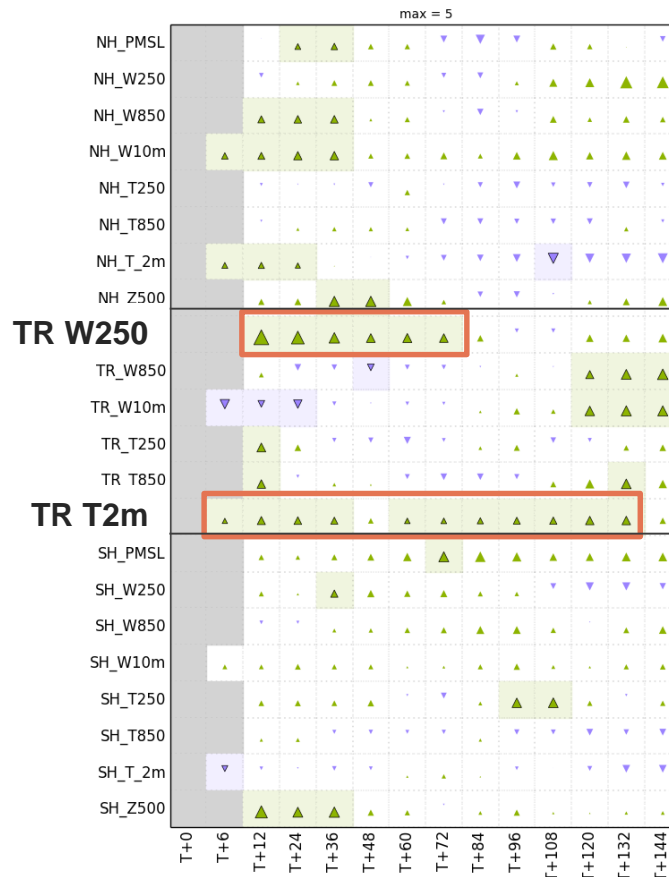 max = 5
NH_PMSL
NH_W250
NH_W850
NH_W10m
NH_T250
NH_T850
NH_T_2m
NH_Z500
TR W250
TR_W850
TR_W10m
TR_T250
TR_T850
TR T2m
SH_PMSL
SH_W250
SH_W850
SH_W10m
SH_T250
SH_T850
SH_T_2m
SH_Z500
T+0 T+6 T+12 T+24 T+36 T+48 T+60 T+72 T+84 T+96 T+108 T+120 T+132 T+144